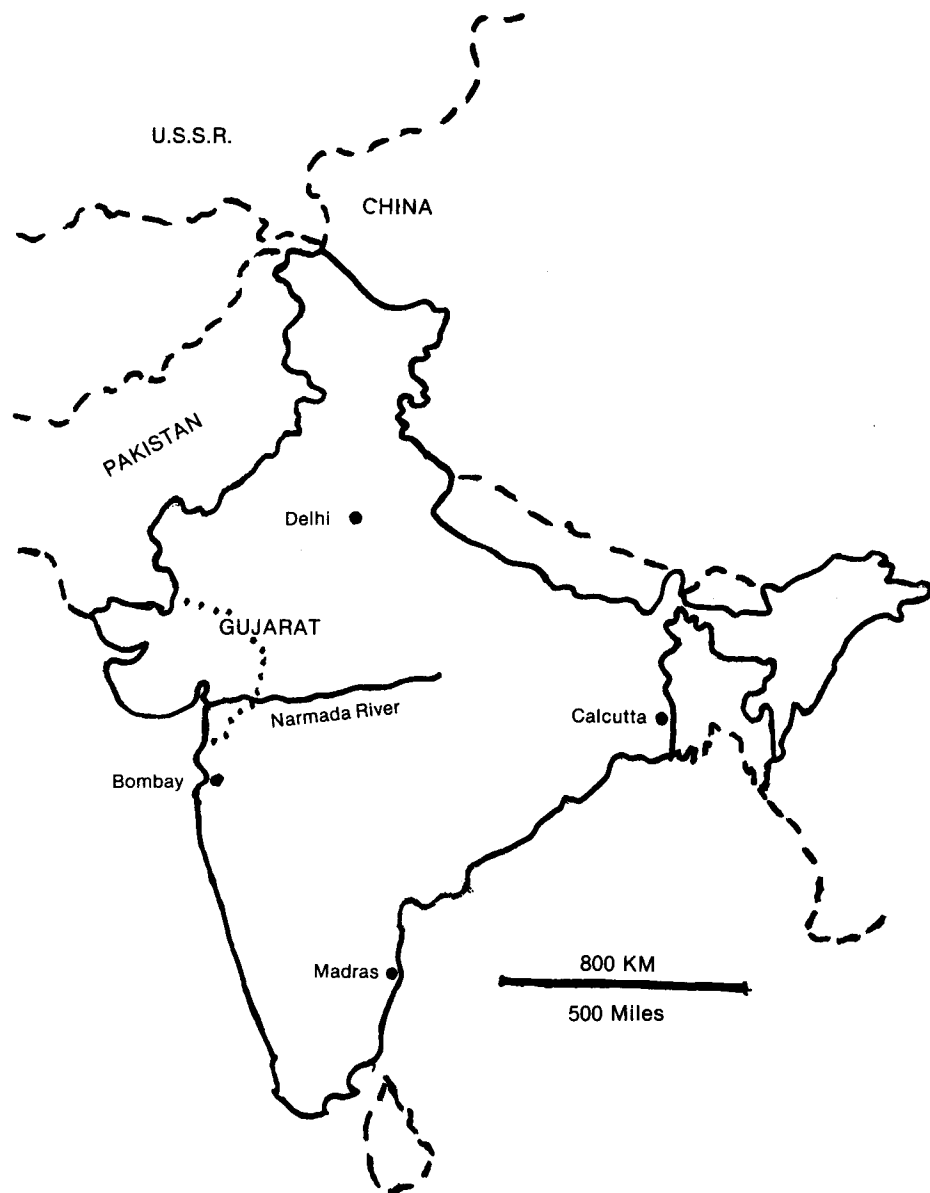 U.S.S.R.
CHINA
PAKISTAN
Delhi
GUJARAT
Narmada River
Calcutta
Bombay
Madras
800 KM
500 Miles